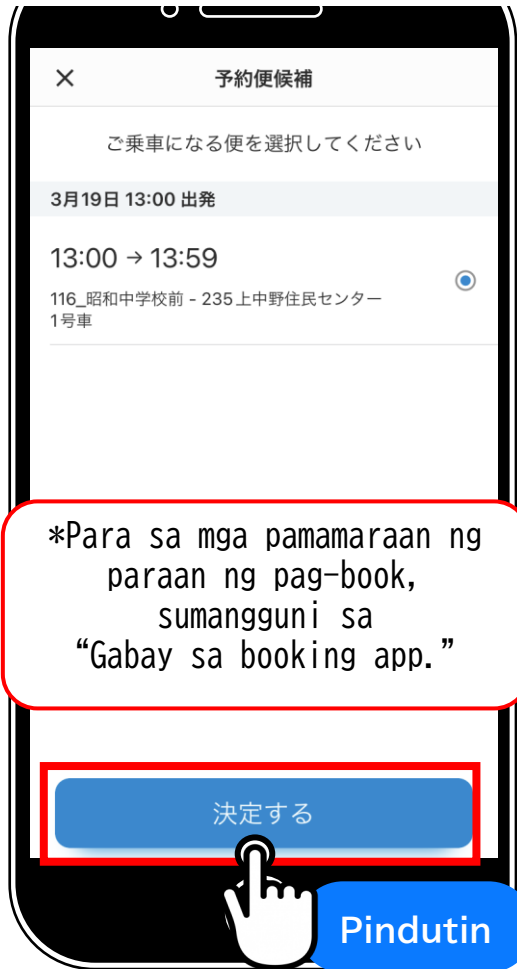 予約便候補
ご乗車になる便を選択してください
3月19日 13:00 出発
13:00 → 13:59
116_昭和中学校前 - 235上中野住民センター
1号車
*Para sa mga pamamaraan ng
paraan ng pag-book,
sumangguni sa
“Gabay sa booking app.”
決定する
Pindutin